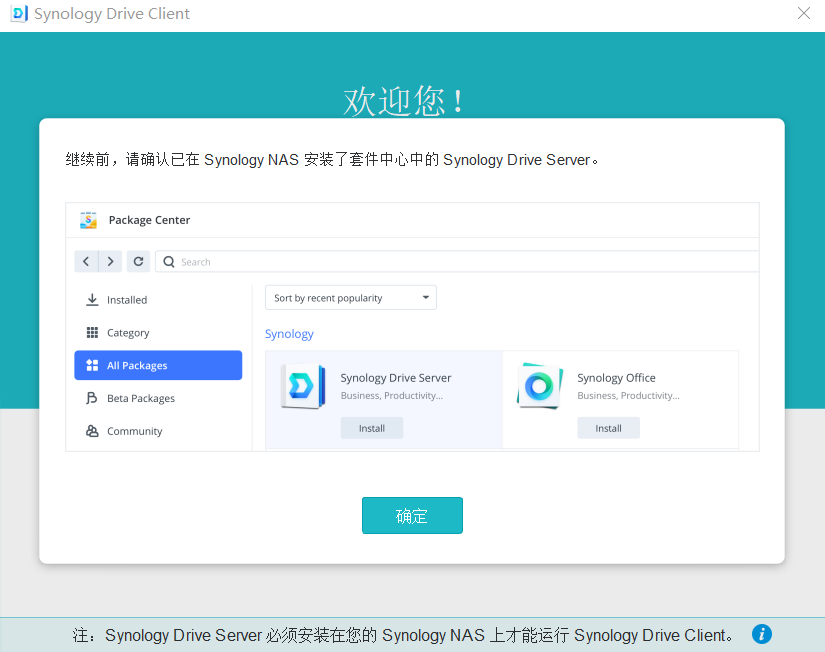 Synology Drive Client
欢迎您！
继续前，请确认已在 Synology NAS 安装了套件中心中的 Synology Drive Server。
Package Center
Search
Installed
Sort by recent popularity
Category
Synology
All Packages
Synology Drive Server
Synology Office
Business, Productivity...
Business, Productivity...
Beta Packages
Install
Install
Community
确定
注：Synology Drive Server 必须安装在您的 Synology NAS 上才能运行 Synology Drive Client。